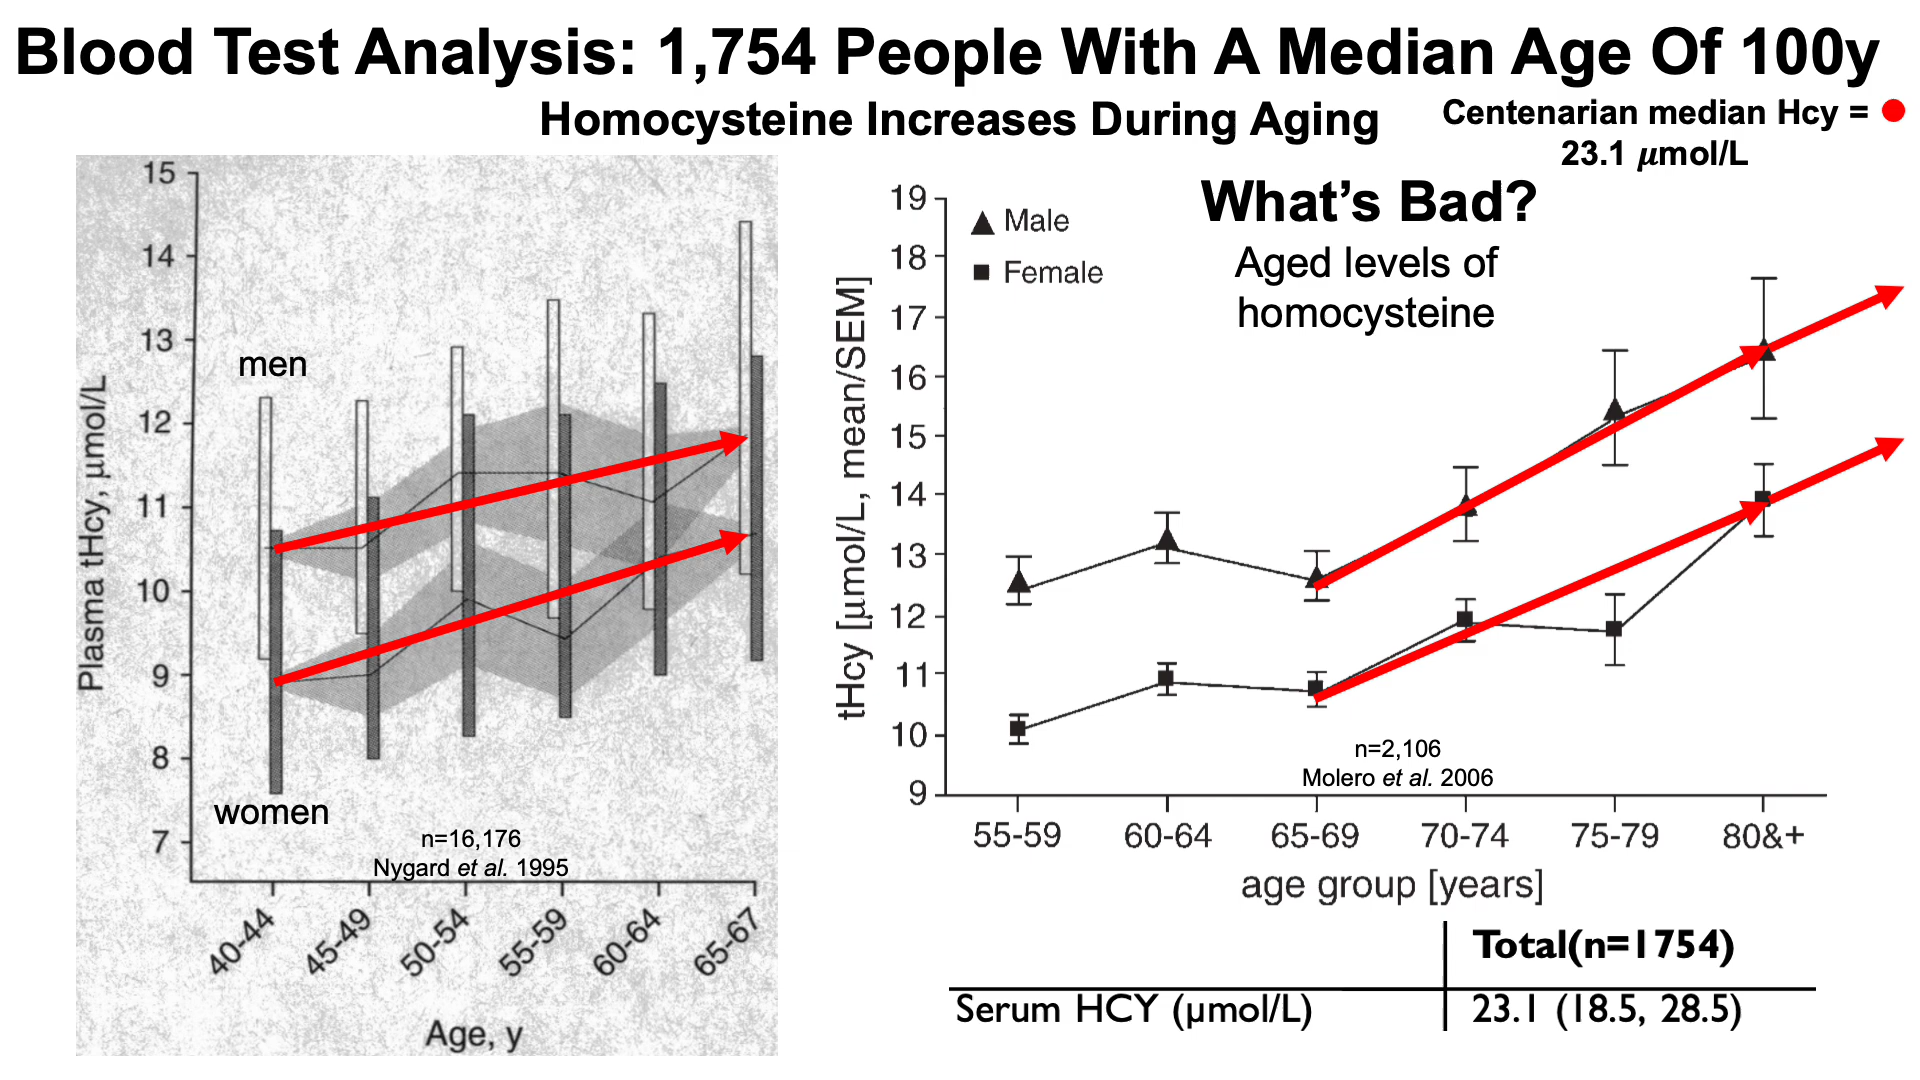 Blood Test Analysis: 1,754 People With A Median Age Of 100y
Homocysteine Increases During Aging
Centenarian median Hcy =
23.1 μmol/L
15
14
13
12
11
10
9
8
7
Plasma tHcy, μmol/L
men
women
n=16,176
Nygard et al. 1995
40-44
45-49
50-54
55-59
60-64
65-67
Age, y
What's Bad?
Aged levels of
homocysteine
Male
Female
19
18
17
16
15
14
13
12
11
10
9
tHcy [μmol/L, mean/SEM]
n=2,106
Molero et al. 2006
55-59
60-64
65-69
70-74
75-79
80&+
age group [years]
Total(n=1754)
Serum HCY (μmol/L) 23.1 (18.5, 28.5)